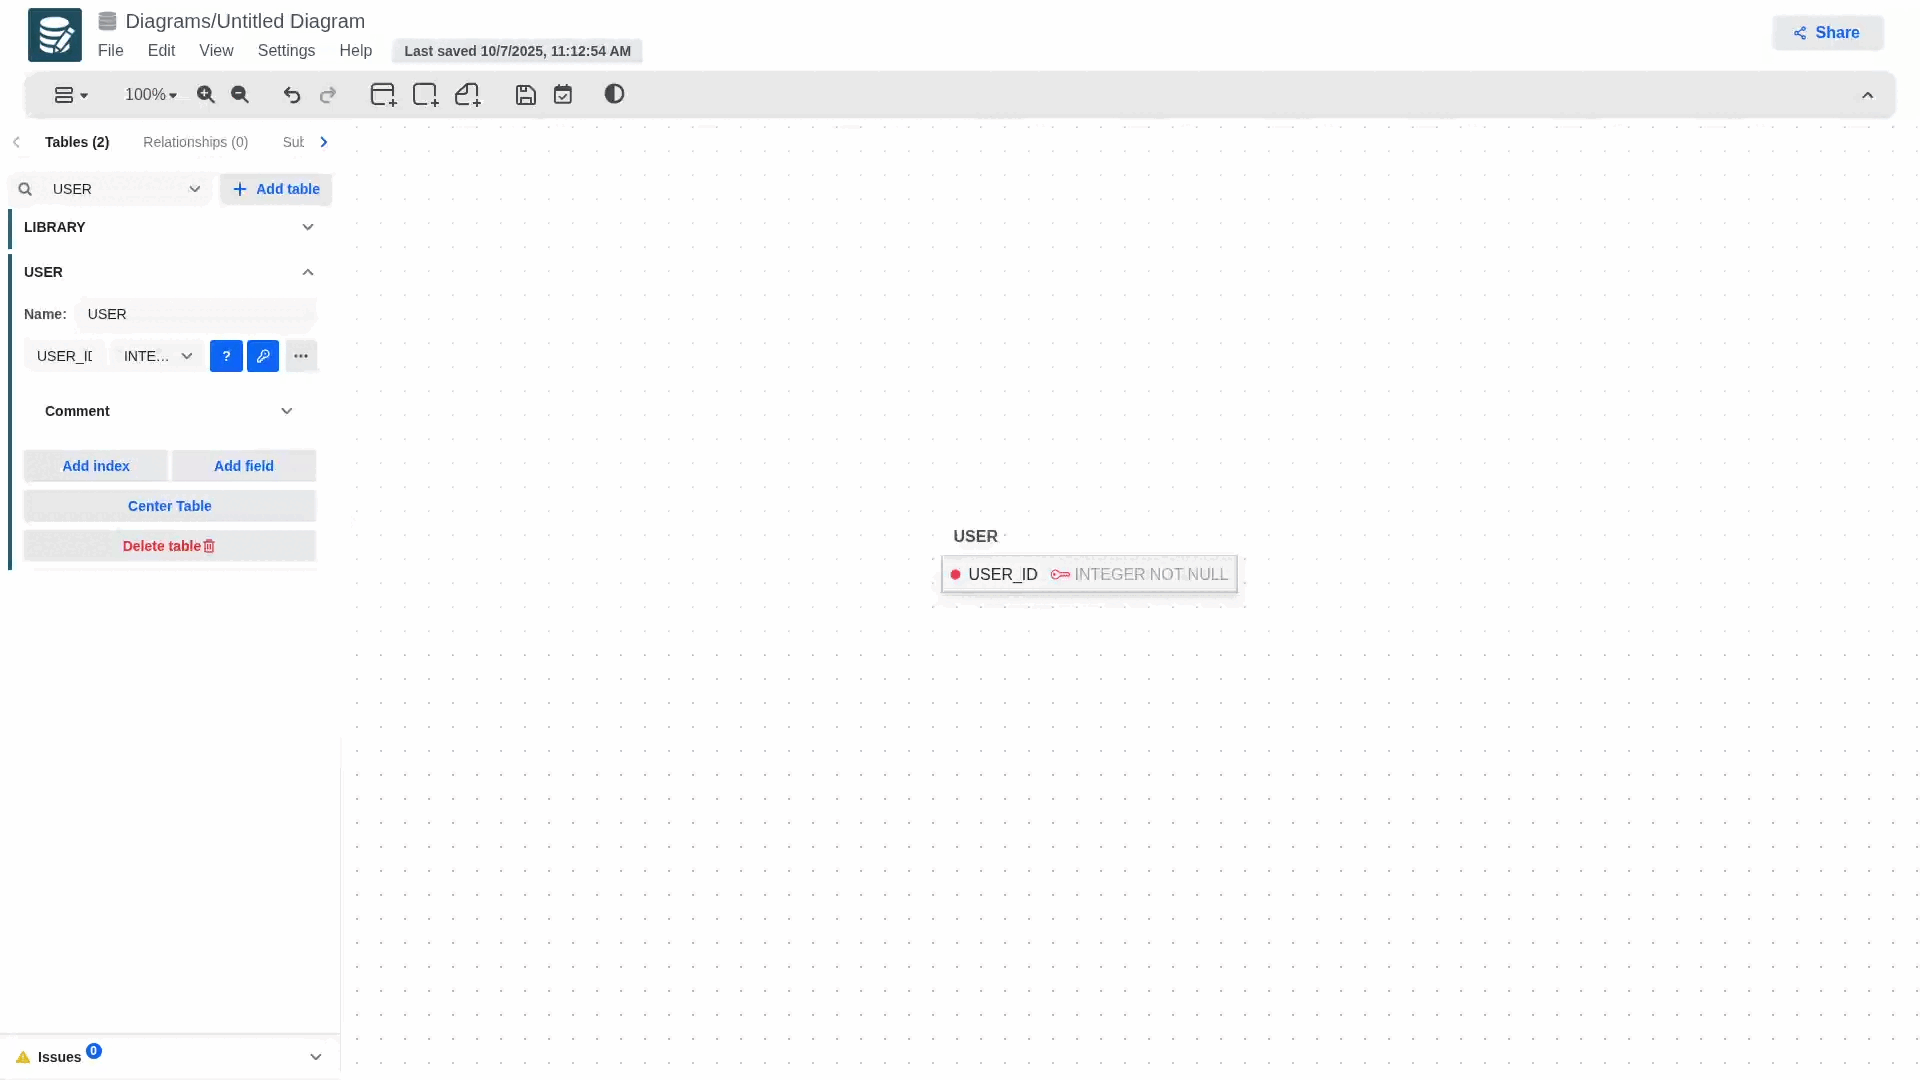 Diagrams/Untitled Diagram
File Edit View Settings Help Last saved 10/7/2025, 11:12:54 AM
Share
100%
Tables (2) Relationships (0) Sub
USER Add table
LIBRARY
USER
Name: USER
USER_ID INTE... ?
Comment
Add index Add field
Center Table
Delete table
USER
USER_ID INTEGER NOT NULL
Issues 0